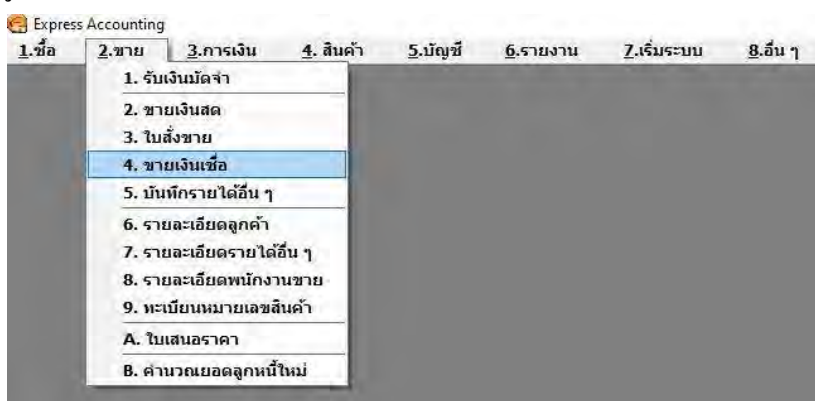 Express Accounting
1.ซื้อ 2.ขาย 3.การเงิน 4. สินค้า 5.บัญชี 6.รายงาน 7.เริ่มระบบ 8.อื่น ๆ
1. รับเงินมัดจำ
2. ขายเงินสด
3. ใบสั่งขาย
4. ขายเงินเชื่อ
5. บันทึกรายได้อื่น ๆ
6. รายละเอียดลูกค้า
7. รายละเอียดรายได้อื่น ๆ
8. รายละเอียดพนักงานขาย
9. ทะเบียนหมายเลขสินค้า
A. ใบเสนอราคา
B. คำนวณยอดลูกหนี้ใหม่